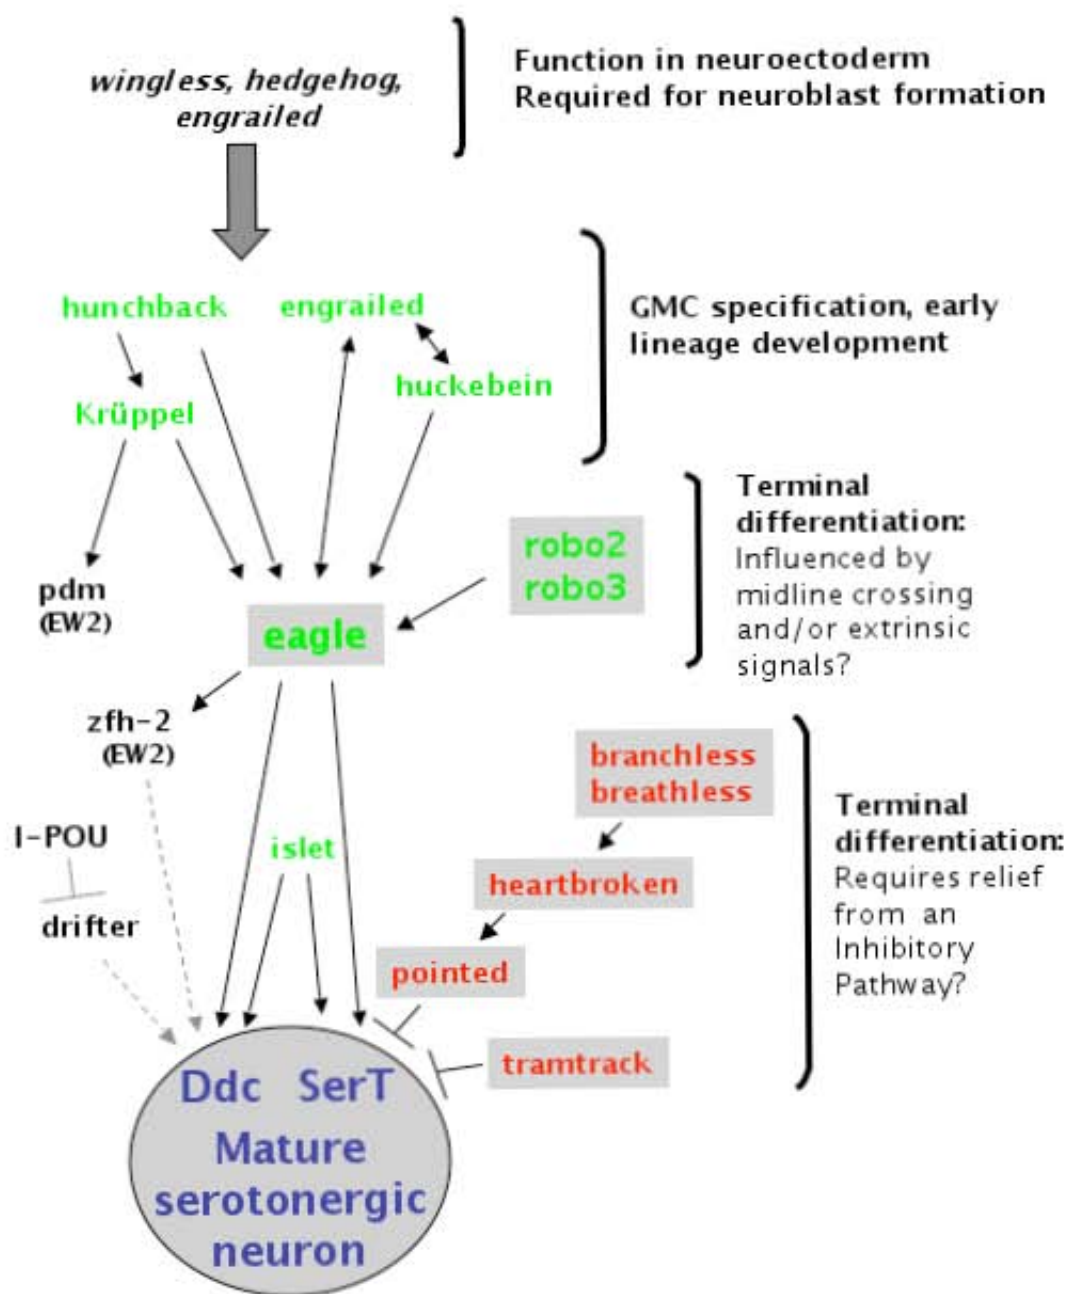 wingless, hedgehog,
engrailed
Function in neuroectoderm
Required for neuroblast formation
hunchback
engrailed
huckebein
Krüppel
GMC specification, early
lineage development
pdm
(EW2)
robo2
robo3
Terminal
differentiation:
Influenced by
midline crossing
and/or extrinsic
signals?
eagle
zfh-2
(EW2)
branchless
breathless
I-POU
islet
heartbroken
drifter
pointed
tramtrack
Terminal
differentiation:
Requires relief
from an
Inhibitory
Pathway?
Ddc SerT
Mature
serotonergic
neuron